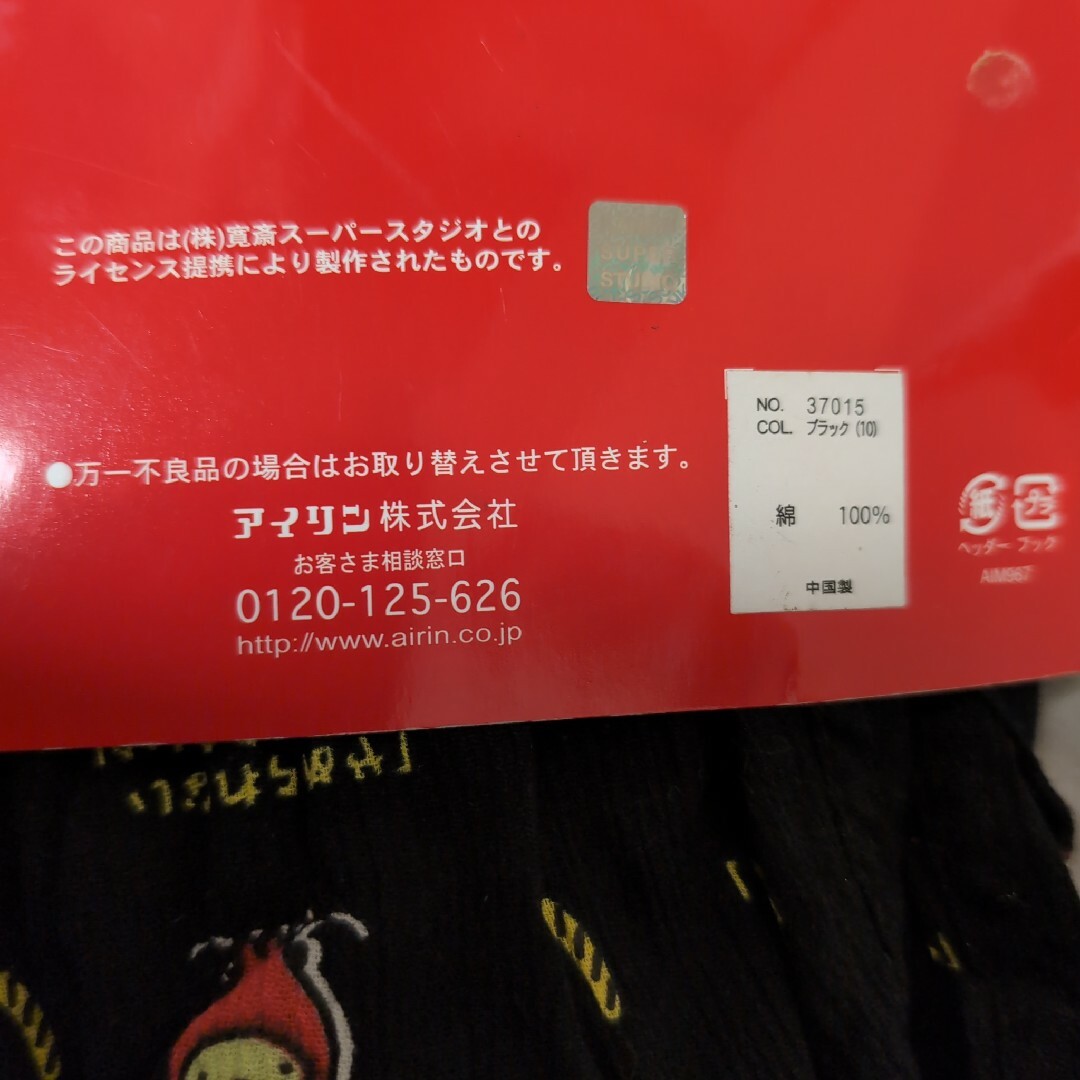 この商品は(株)寛斎スーパースタジオとの
ライセンス提携により製作されたものです。
SUPER
STUDIO
NO. 37015
COL. ブラック(10)
綿 100%
中国製
●万一不良品の場合はお取り替えさせて頂きます。
アイリン株式会社
お客さま相談窓口
0120-125-626
http://www.airin.co.jp
紙 プラ
ヘッダー フック
AIM967